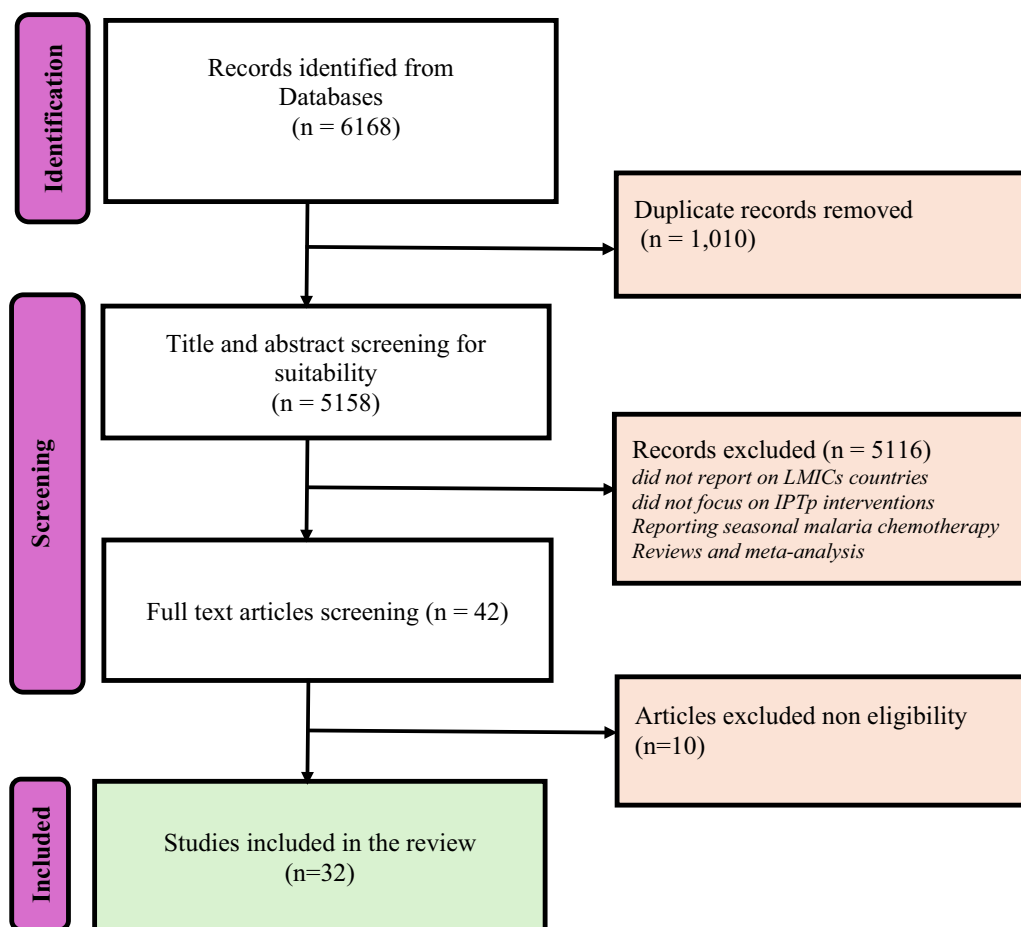 Identification
Records identified from
Databases
(n = 6168)
Duplicate records removed
(n = 1,010)
Screening
Title and abstract screening for
suitability
(n = 5158)
Records excluded (n = 5116)
did not report on LMICs countries
did not focus on IPTp interventions
Reporting seasonal malaria chemotherapy
Reviews and meta-analysis
Full text articles screening (n = 42)
Articles excluded non eligibility
(n=10)
Included
Studies included in the review
(n=32)